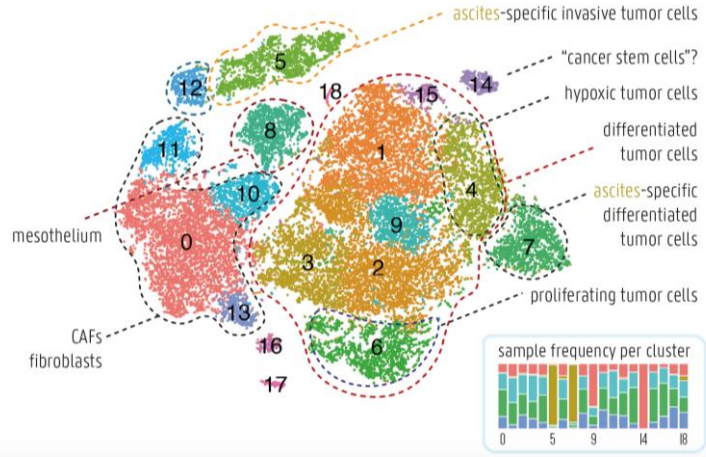 ascites-specific invasive tumor cells
"cancer stem cells"?
hypoxic tumor cells
differentiated
tumor cells
ascites-specific
differentiated
tumor cells
proliferating tumor cells
mesothelium
CAFs
fibroblasts
5
12
18
15
14
8
11
1
10
4
9
0
7
3
2
13
16
6
17
sample frequency per cluster
0 5 9 14 18